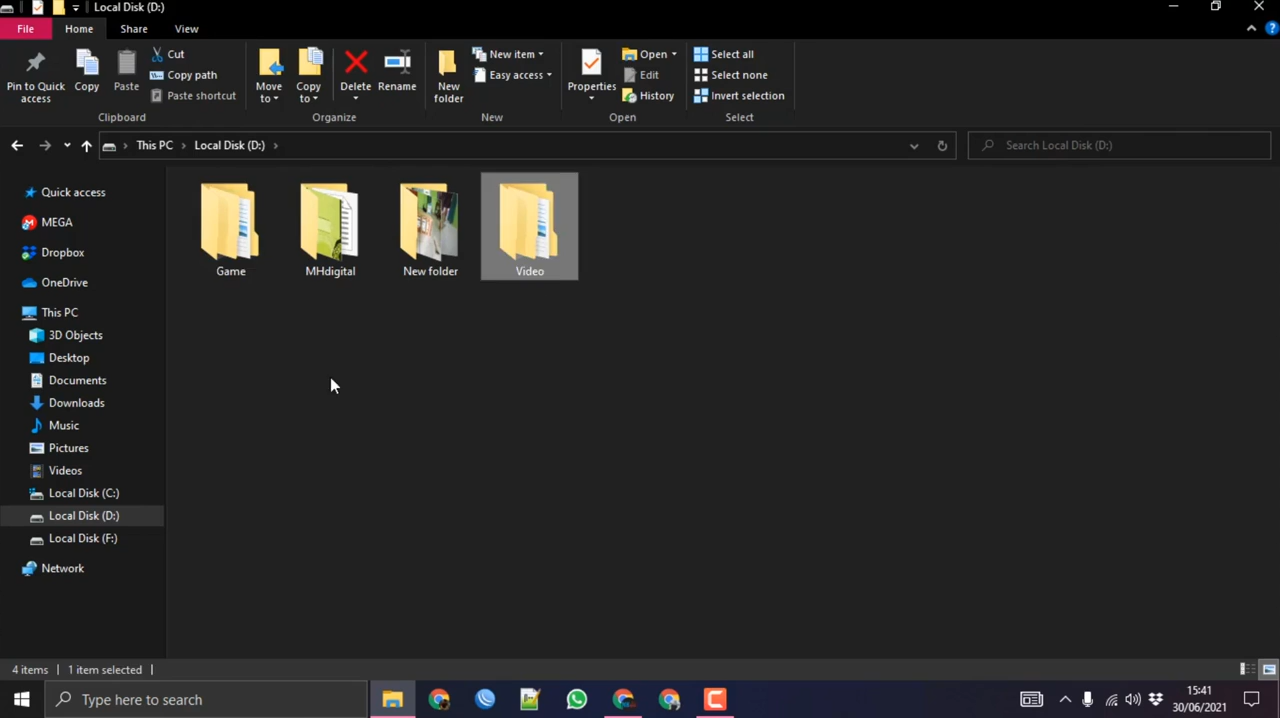 Local Disk (D:)
File Home Share View
Pin to Quick access
Copy
Paste
Cut
Copy path
Paste shortcut
Move to
Copy to
Delete
Rename
New folder
New item
Easy access
Properties
Open
Edit
History
Select all
Select none
Invert selection
Clipboard Organize New Open Select
This PC Local Disk (D:)
Search Local Disk (D:)
Quick access
MEGA
Dropbox
OneDrive
This PC
3D Objects
Desktop
Documents
Downloads
Music
Pictures
Videos
Local Disk (C:)
Local Disk (D:)
Local Disk (F:)
Network
Game MHdigital New folder Video
4 items 1 item selected
Type here to search
15:41
30/06/2021